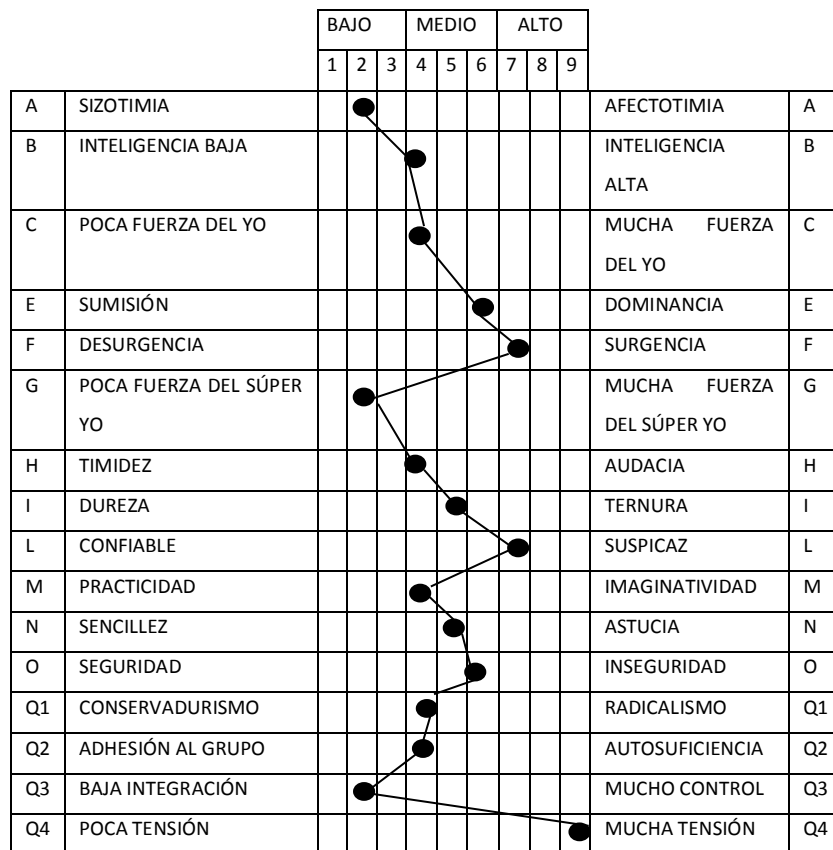 BAJO MEDIO ALTO
1 2 3 4 5 6 7 8 9
A SIZOTIMIA AFECTOTIMIA A
B INTELIGENCIA BAJA INTELIGENCIA B
ALTA
C POCA FUERZA DEL YO MUCHA FUERZA C
DEL YO
E SUMISIÓN DOMINANCIA E
F DESURGENCIA SURGENCIA F
G POCA FUERZA DEL SÚPER MUCHA FUERZA G
YO DEL SÚPER YO
H TIMIDEZ AUDACIA H
I DUREZA TERNURA I
L CONFIABLE SUSPICAZ L
M PRACTICIDAD IMAGINATIVIDAD M
N SENCILLEZ ASTUCIA N
O SEGURIDAD INSEGURIDAD O
Q1 CONSERVADURISMO RADICALISMO Q1
Q2 ADHESIÓN AL GRUPO AUTOSUFICIENCIA Q2
Q3 BAJA INTEGRACIÓN MUCHO CONTROL Q3
Q4 POCA TENSIÓN MUCHA TENSIÓN Q4